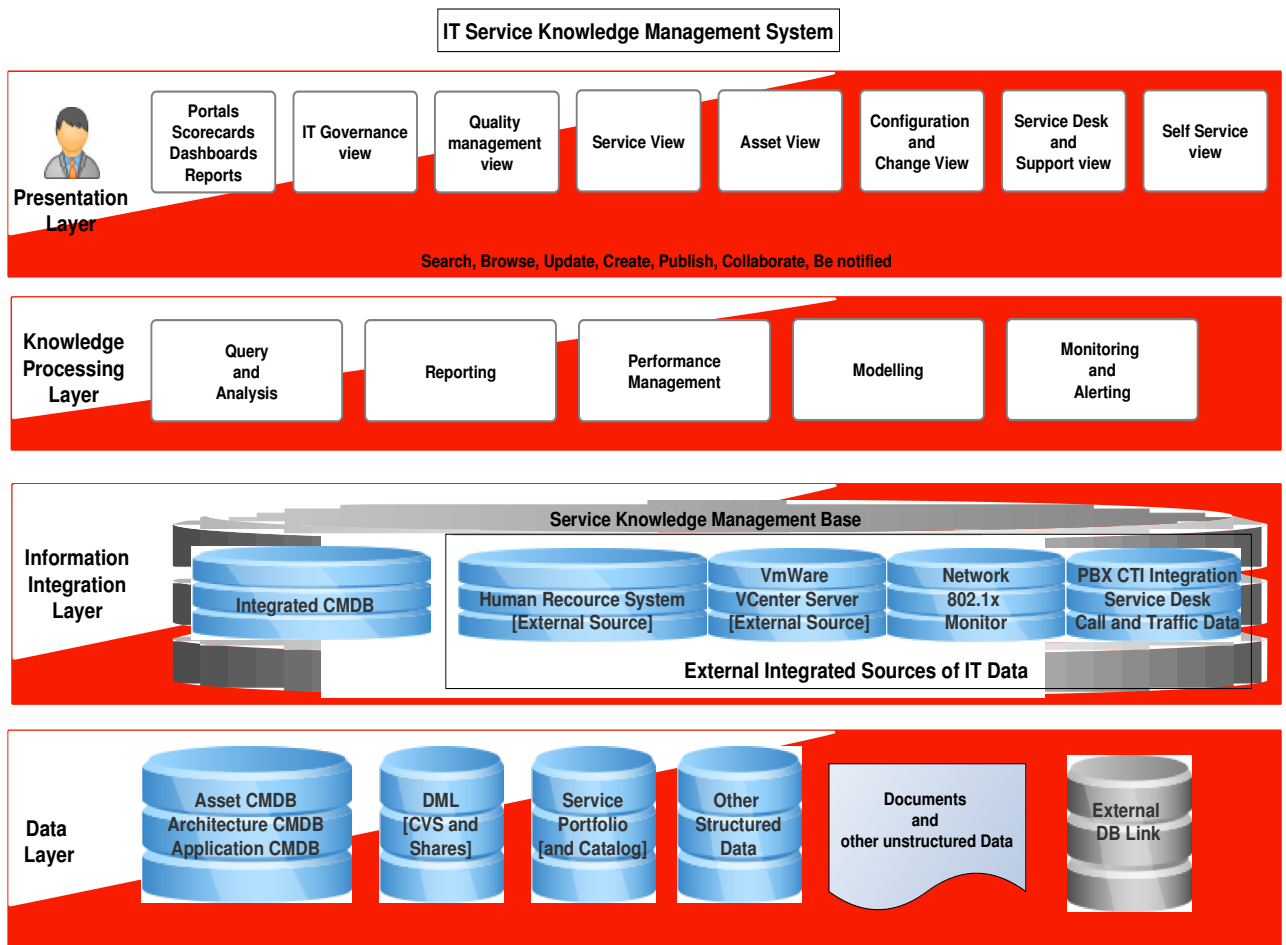 IT Service Knowledge Management System
Presentation
Layer
Portals
Scorecards
Dashboards
Reports
IT Governance
view
Quality
management
view
Service View
Asset View
Configuration
and
Change View
Service Desk
and
Support view
Self Service
view
Search, Browse, Update, Create, Publish, Collaborate, Be notified
Knowledge
Processing
Layer
Query
and
Analysis
Reporting
Performance
Management
Modelling
Monitoring
and
Alerting
Information
Integration
Layer
Service Knowledge Management Base
Integrated CMDB
Human Recource System
[External Source]
VmWare
VCenter Server
[External Source]
Network
802.1x
Monitor
PBX CTI Integration
Service Desk
Call and Traffic Data
External Integrated Sources of IT Data
Data
Layer
Asset CMDB
Architecture CMDB
Application CMDB
DML
[CVS and
Shares]
Service
Portfolio
[and Catalog]
Other
Structured
Data
Documents
and
other unstructured Data
External
DB Link